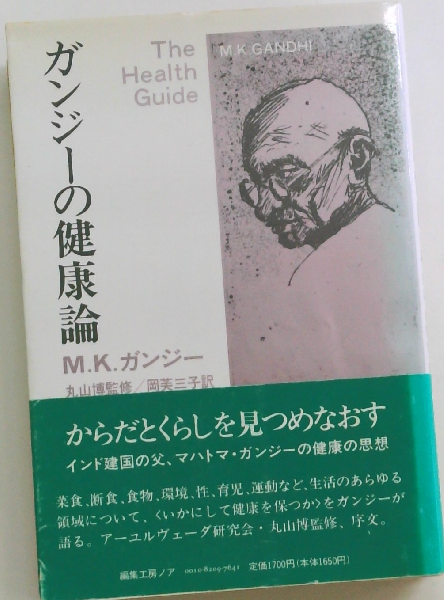 The
Health
Guide
M.K.GANDHI
ガンジーの健康論
M.K.ガンジー
丸山博監修／岡芙三子訳
からだとくらしを見つめなおす
インド建国の父、マハトマ・ガンジーの健康の思想
菜食、断食、食物、環境、性、育児、運動など、生活のあらゆる
領域について、〈いかにして健康を保つか〉をガンジーが
語る。アーユルヴェーダ研究会・丸山博監修、序文。
編集工房ノア 0010-8209-7641 定価1700円(本体1650円)